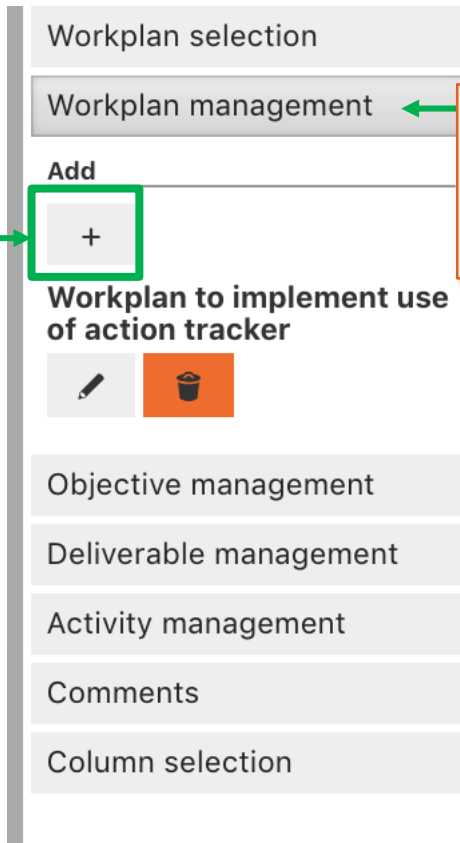 Workplan selection
Workplan management
Add
+
Workplan to implement use
of action tracker
Objective management
Deliverable management
Activity management
Comments
Column selection